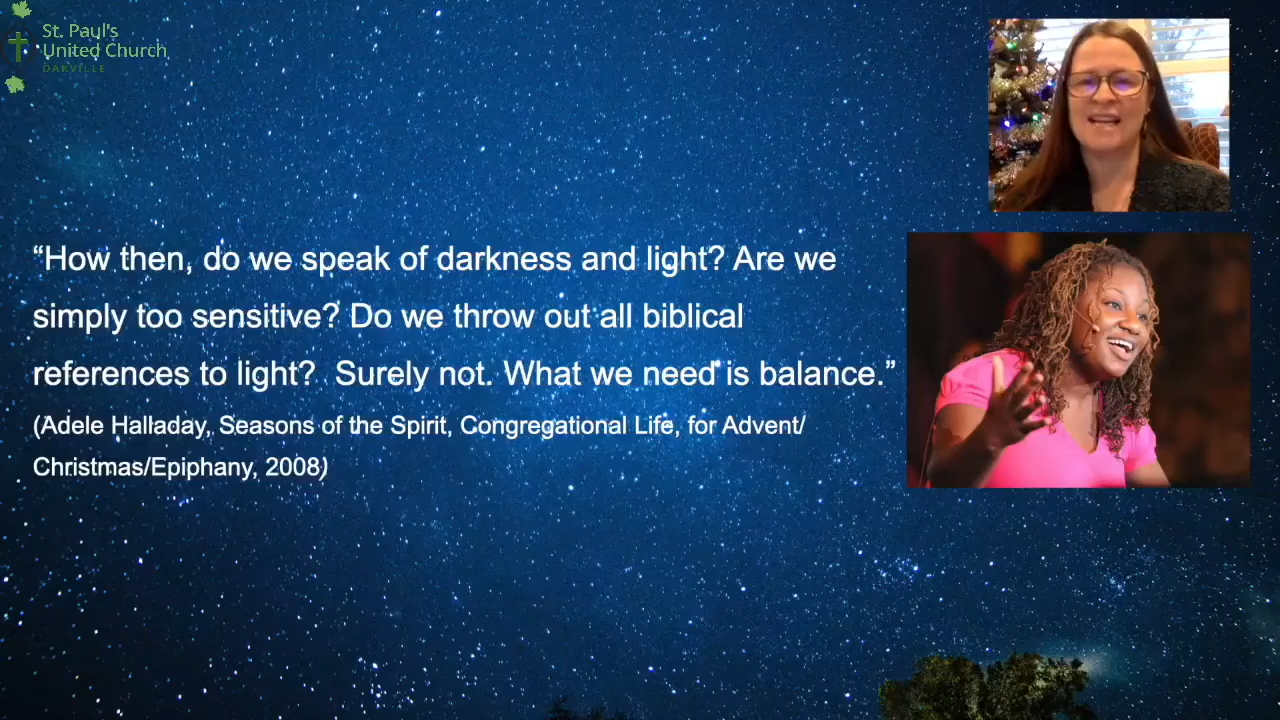 St. Paul's
United Church
OAKVILLE
“How then, do we speak of darkness and light? Are we
simply too sensitive? Do we throw out all biblical
references to light?  Surely not. What we need is balance.”
(Adele Halladay, Seasons of the Spirit, Congregational Life, for Advent/
Christmas/Epiphany, 2008)